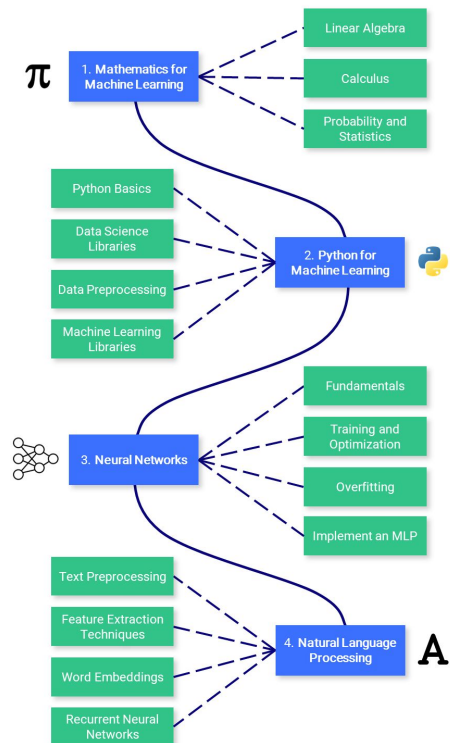 π
1. Mathematics for
Machine Learning
Linear Algebra
Calculus
Probability and
Statistics
Python Basics
Data Science
Libraries
Data Preprocessing
Machine Learning
Libraries
2. Python for
Machine Learning
Fundamentals
Training and
Optimization
Overfitting
Implement an MLP
3. Neural Networks
Text Preprocessing
Feature Extraction
Techniques
Word Embeddings
Recurrent Neural
Networks
4. Natural Language
Processing
A